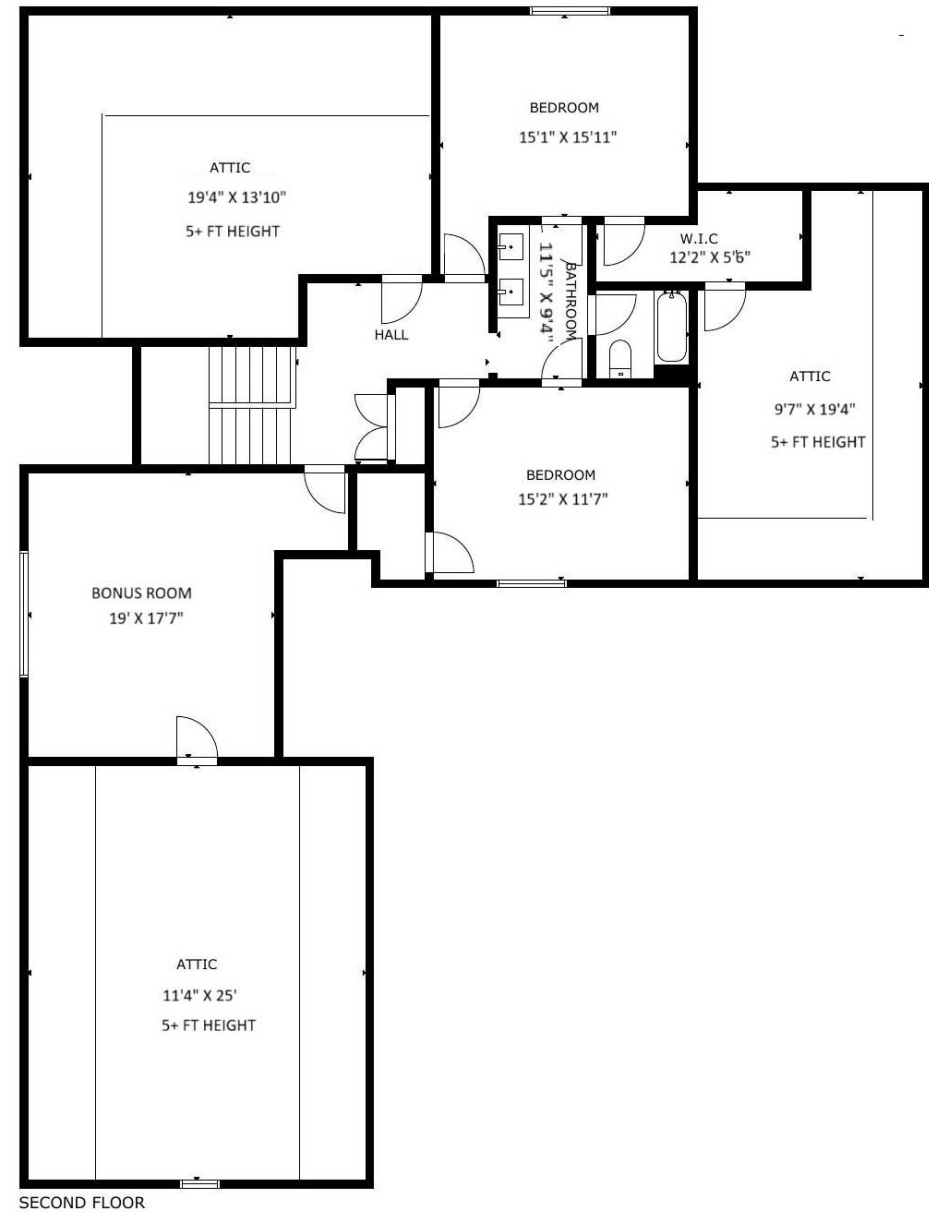 BEDROOM
15'1" X 15'11"
ATTIC
19'4" X 13'10"
5+ FT HEIGHT
W.I.C
12'2" X 5'6"
BATHROOM
11'5" X 9'4"
HALL
ATTIC
9'7" X 19'4"
5+ FT HEIGHT
BEDROOM
15'2" X 11'7"
BONUS ROOM
19' X 17'7"
ATTIC
11'4" X 25'
5+ FT HEIGHT
SECOND FLOOR